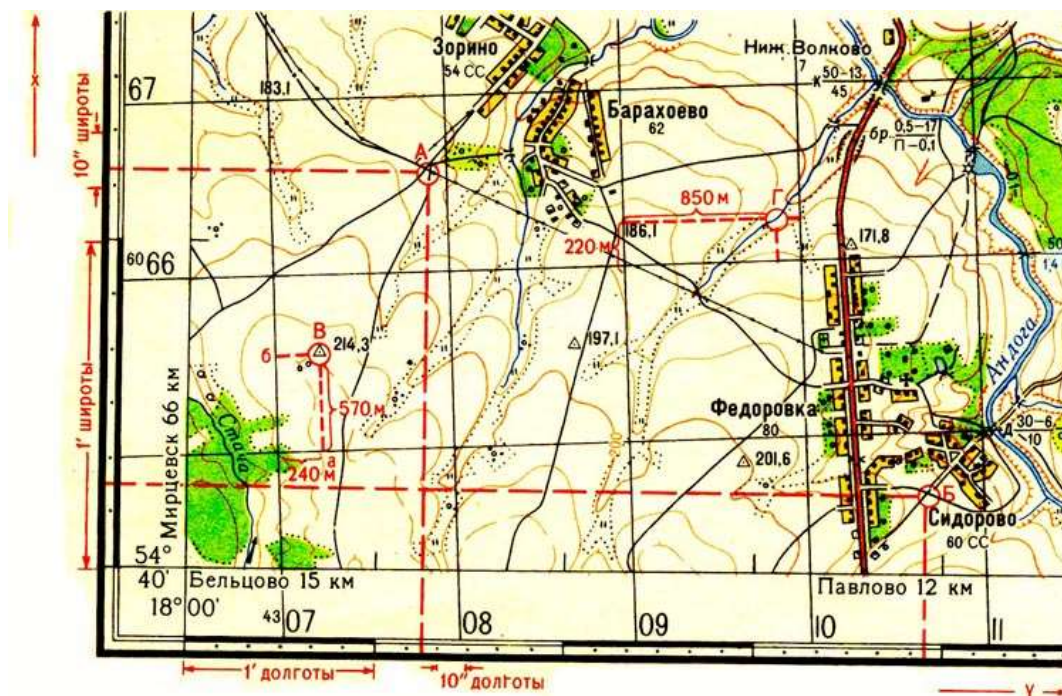 Зорино
54 СС
Ниж. Волково
7
К 50-13
45
183,1
67
Барахоево
62
бр. 0,5-17
П-0,1
х
10" широты
А
850 м
Г
220 м
186,1
171,8
60 66
1,4
В
б
214,3
197,1
570 м
Андога
Федоровка
80
30-6
10
а
240 м
Стача
201,6
Б
Сидорово
60 СС
1' широты
Мирцевск 66 км
54°
40'
Бельцово 15 км
Павлово 12 км
18°00'
43 07
08
09
10
11
1' долготы
10" долготы
У